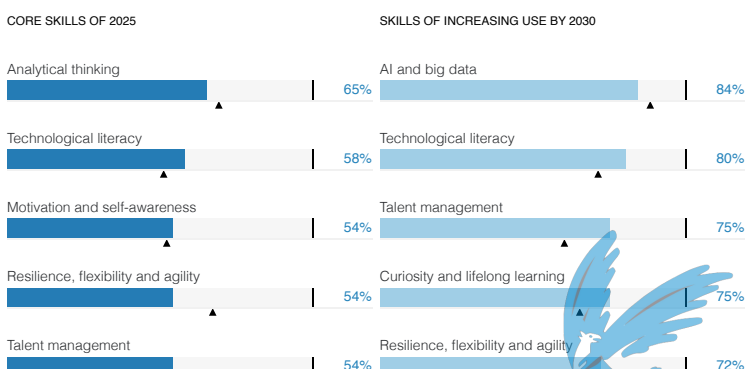 CORE SKILLS OF 2025
Analytical thinking
65%
Technological literacy
58%
Motivation and self-awareness
54%
Resilience, flexibility and agility
54%
Talent management
54%
SKILLS OF INCREASING USE BY 2030
AI and big data
84%
Technological literacy
80%
Talent management
75%
Curiosity and lifelong learning
75%
Resilience, flexibility and agility
72%